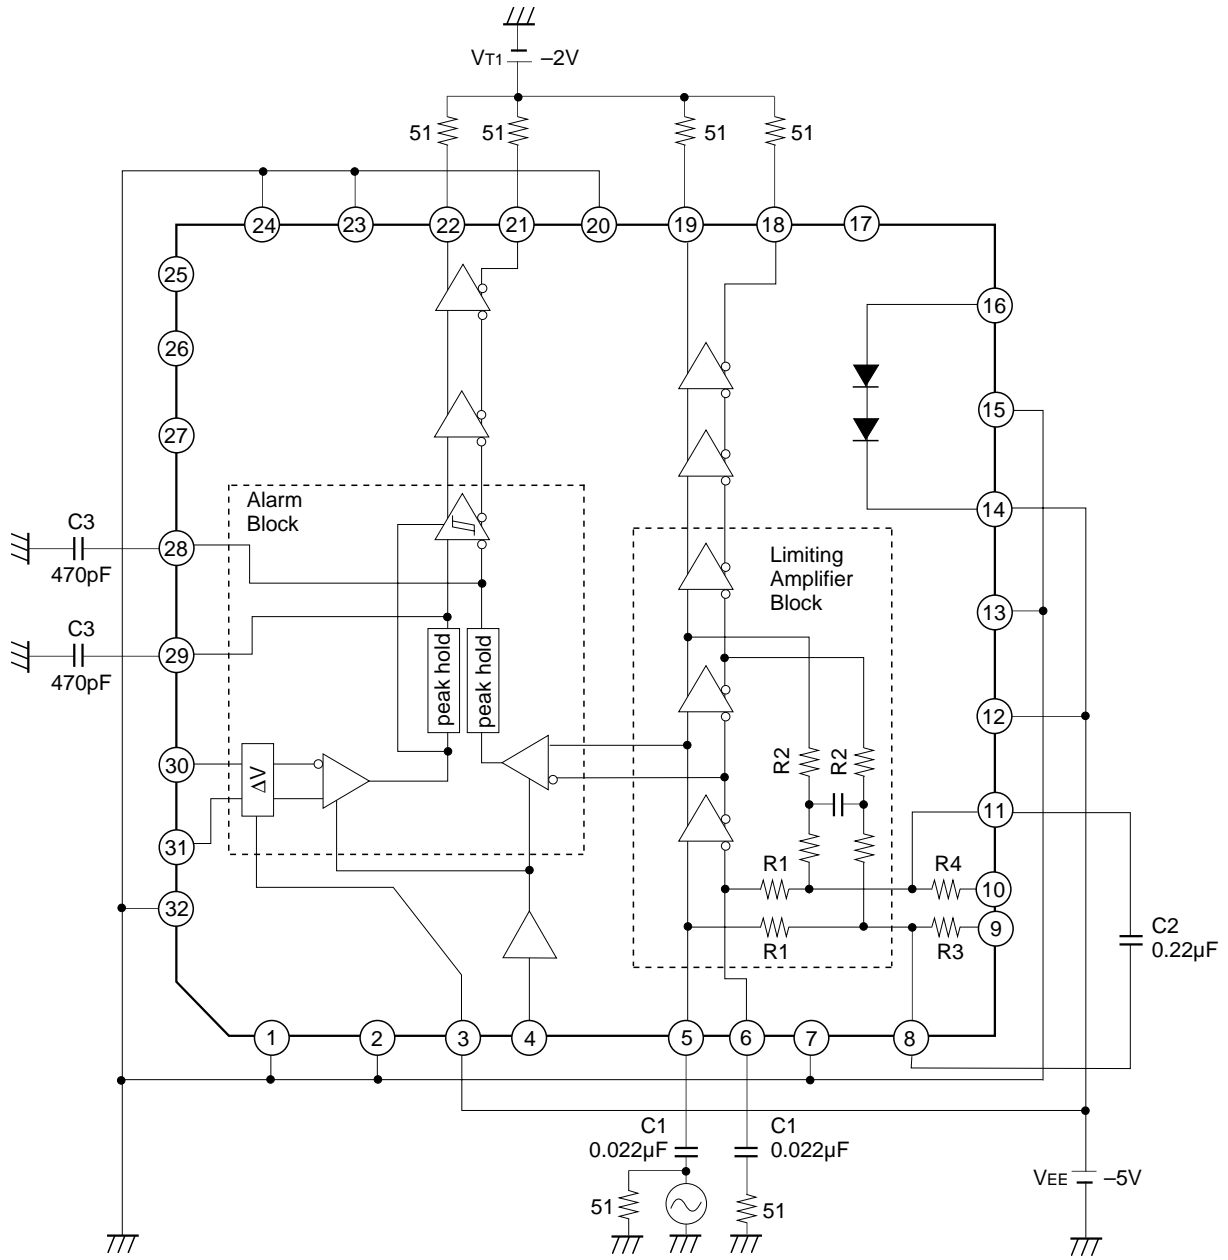 VT1
–2V
51
51
51
51
24
23
22
21
20
19
18
17
25
16
26
15
27
Alarm
Block
14
C3
28
470pF
Limiting
Amplifier
Block
13
C3
29
470pF
peak hold
peak hold
12
30
ΔV
R2
R2
11
31
R1
R4
10
32
9
C2
0.22µF
R1
R3
1
2
3
4
5
6
7
8
C1
0.022µF
C1
0.022µF
VEE
–5V
51
51